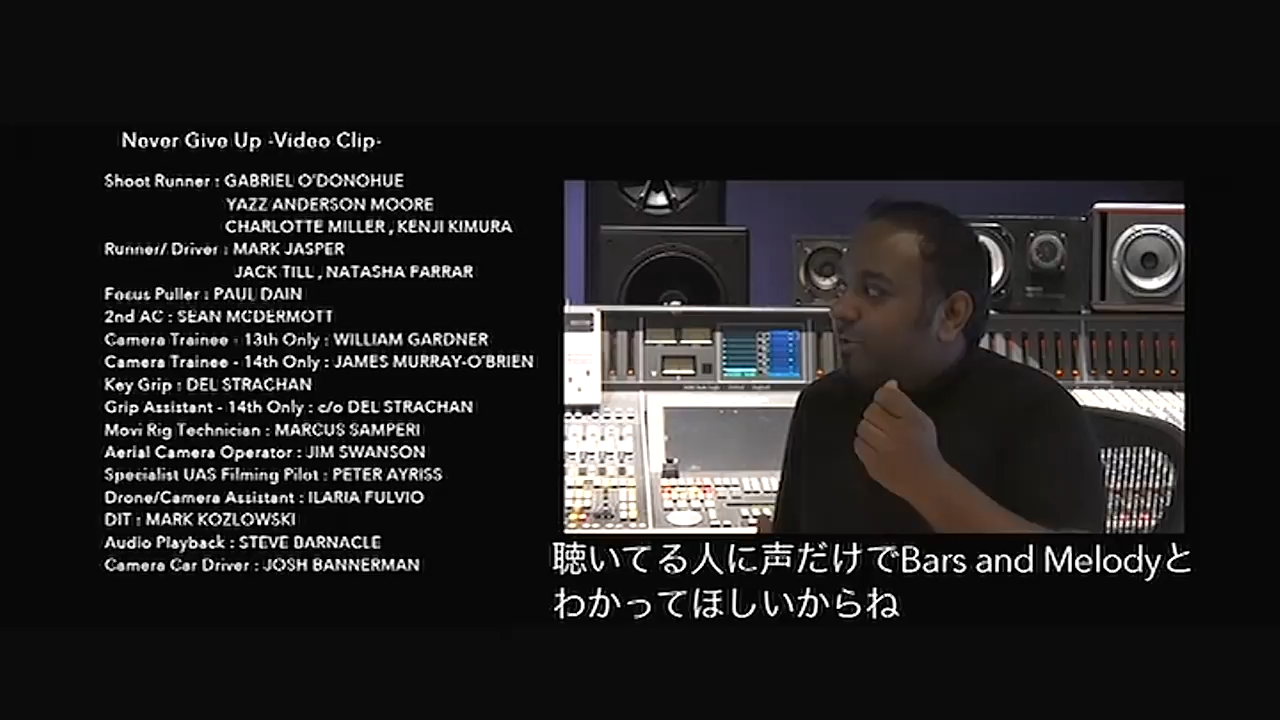 Never Give Up -Video Clip-
Shoot Runner : GABRIEL O'DONOHUE
YAZZ ANDERSON MOORE
CHARLOTTE MILLER , KENJI KIMURA
Runner/ Driver : MARK JASPER
JACK TILL , NATASHA FARRAR
Focus Puller : PAUL DAIN
2nd AC : SEAN MCDERMOTT
Camera Trainee - 13th Only : WILLIAM GARDNER
Camera Trainee - 14th Only : JAMES MURRAY-O'BRIEN
Key Grip : DEL STRACHAN
Grip Assistant - 14th Only : c/o DEL STRACHAN
Movi Rig Technician : MARCUS SAMPERI
Aerial Camera Operator : JIM SWANSON
Specialist UAS Filming Pilot : PETER AYRISS
Drone/Camera Assistant : ILARIA FULVIO
DIT : MARK KOZLOWSKI
Audio Playback : STEVE BARNACLE
Camera Car Driver : JOSH BANNERMAN
聴いてる人に声だけでBars and Melodyと
わかってほしいからね